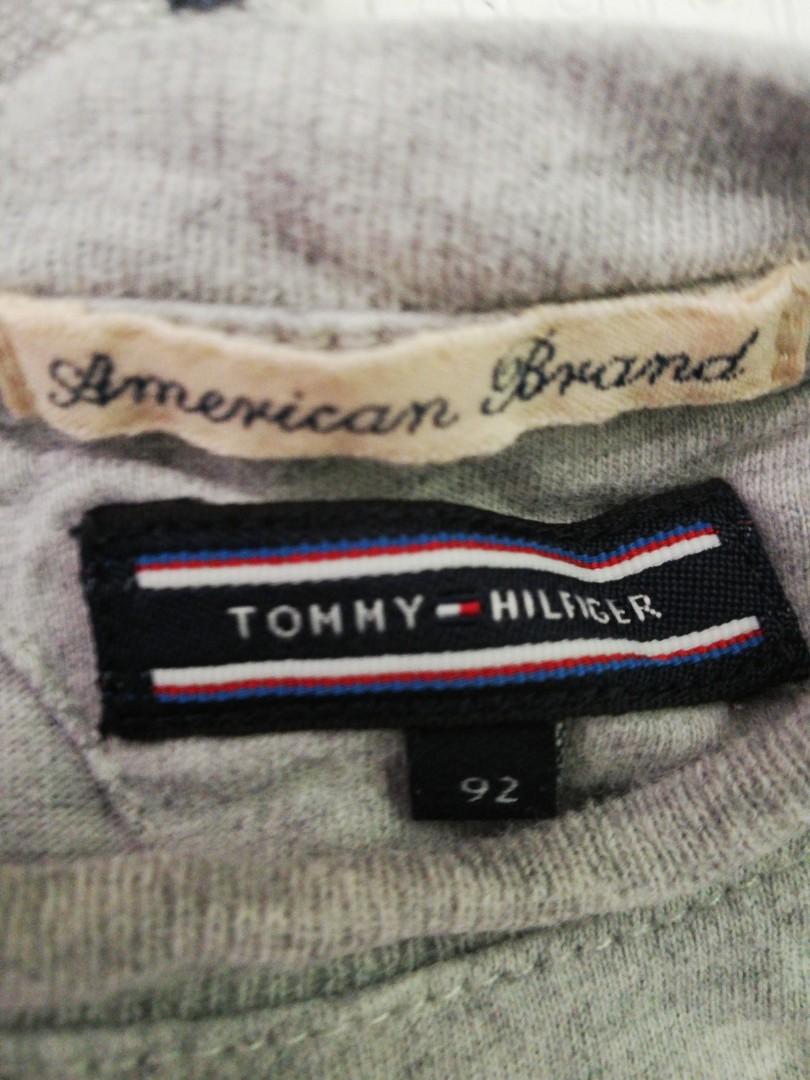 American Brand
TOMMY HILFIGER
92